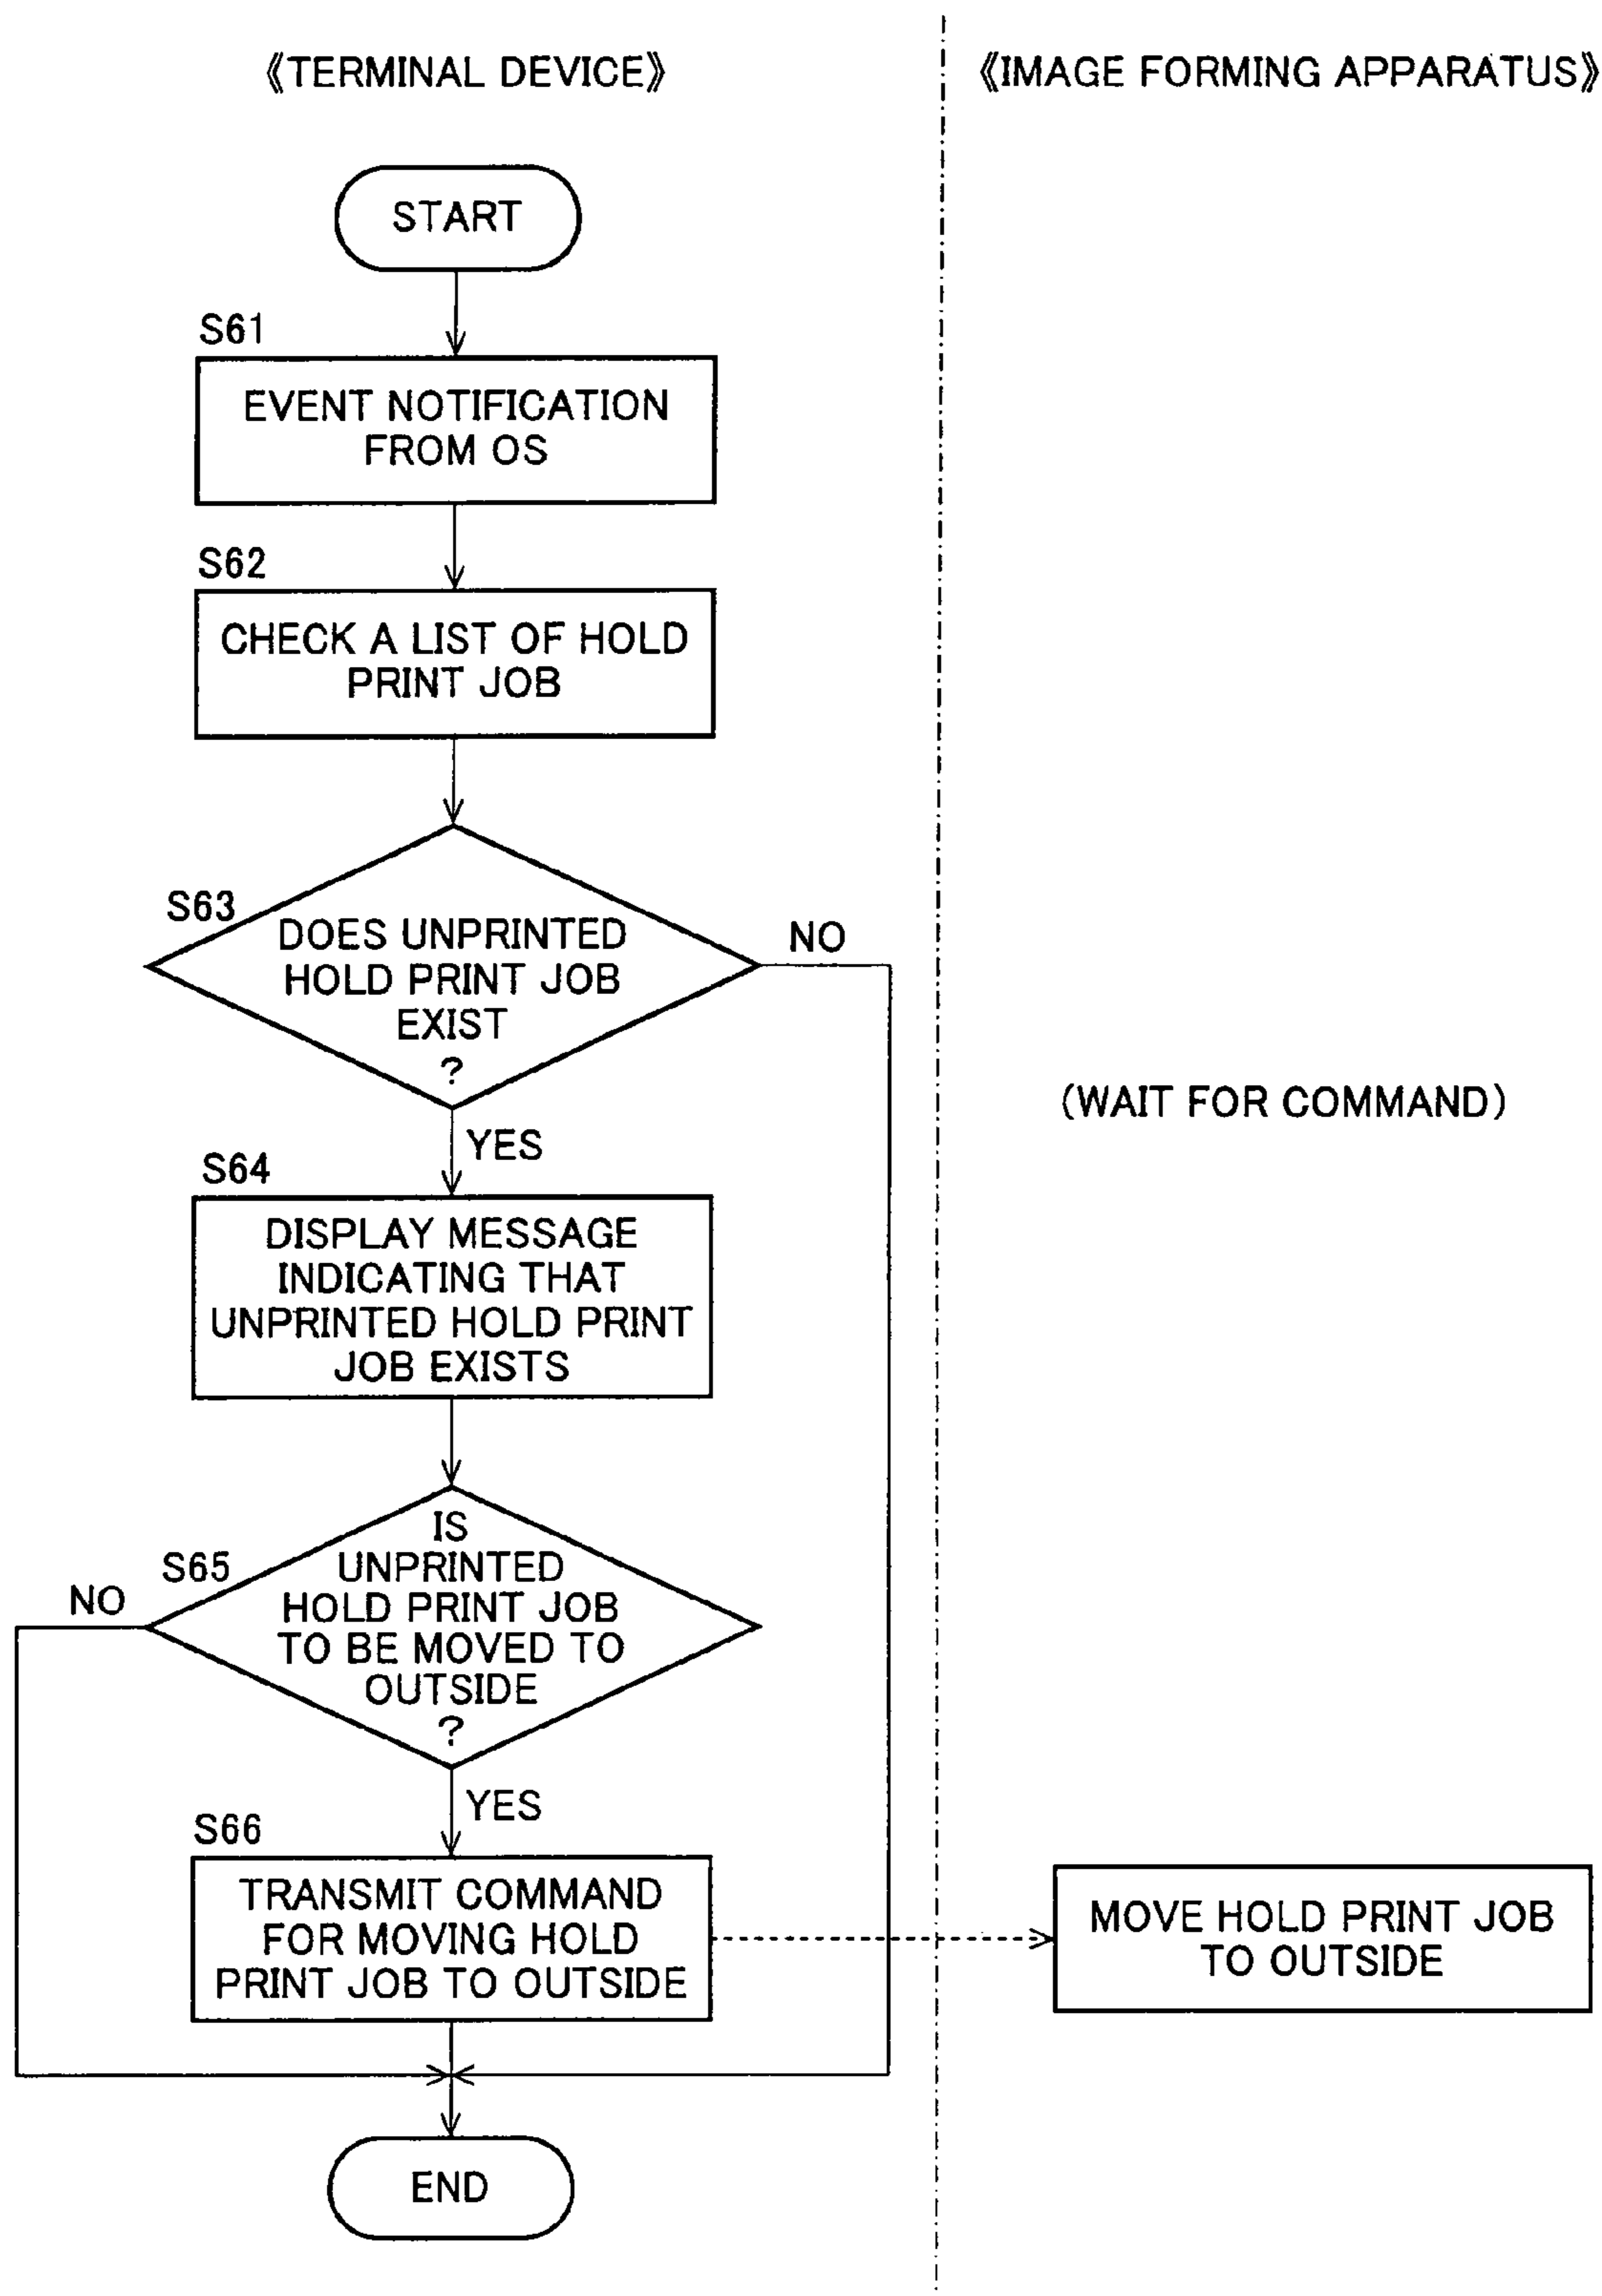 《TERMINAL DEVICE》
《IMAGE FORMING APPARATUS》
START
S61
EVENT NOTIFICATION
FROM OS
S62
CHECK A LIST OF HOLD
PRINT JOB
S63
DOES UNPRINTED
HOLD PRINT JOB
EXIST
?
NO
YES
(WAIT FOR COMMAND)
S64
DISPLAY MESSAGE
INDICATING THAT
UNPRINTED HOLD PRINT
JOB EXISTS
S65
IS
UNPRINTED
HOLD PRINT JOB
TO BE MOVED TO
OUTSIDE
?
NO
YES
S66
TRANSMIT COMMAND
FOR MOVING HOLD
PRINT JOB TO OUTSIDE
MOVE HOLD PRINT JOB
TO OUTSIDE
END